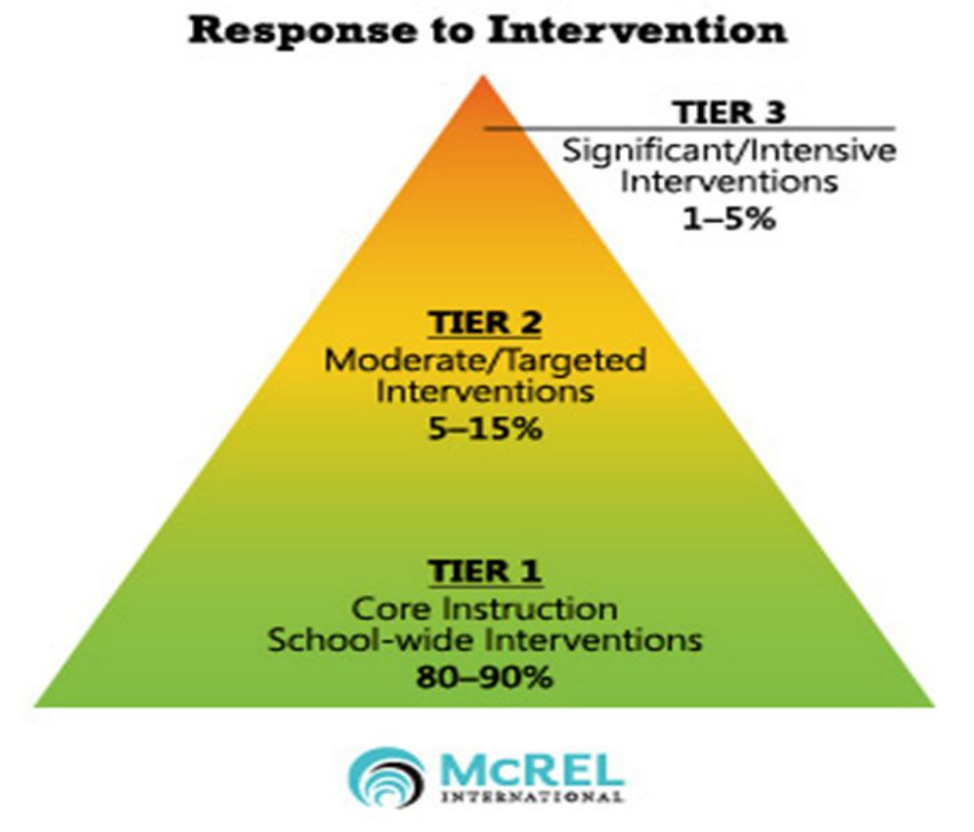 Response to Intervention
TIER 3
Significant/Intensive
Interventions
1–5%
TIER 2
Moderate/Targeted
Interventions
5–15%
TIER 1
Core Instruction
School-wide Interventions
80–90%
McREL
INTERNATIONAL